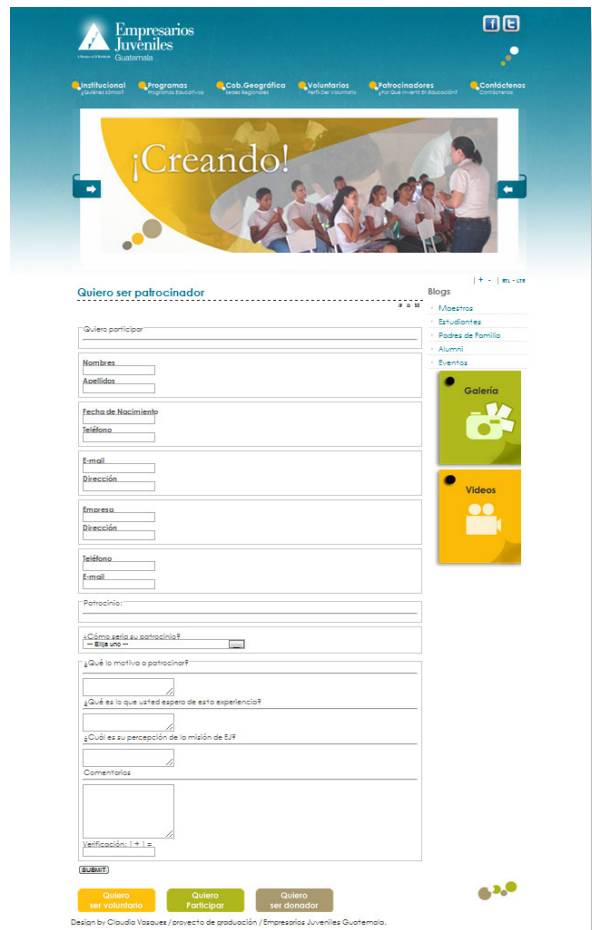 Empresarios
Juveniles
Guatemala
Institucional
¿Quiénes Somos?
Programas
Programas Educativos
Cob.Geográfica
Sedes Regionales
Voluntarios
Perfil Del Voluntario
Patrocinadores
¿Por Qué Invertir En Educación?
Contáctenos
Contáctenos
¡Creando!
| + - | RTL - LTR
Quiero ser patrocinador
Quiero participar
Nombres
Apellidos
Fecha de Nacimiento
Teléfono
E-mail
Dirección
Empresa
Dirección
Teléfono
E-mail
Patrocinio:
¿Cómo sería su patrocinio?
-- Elija uno --
¿Qué lo motiva a patrocinar?
¿Qué es lo que usted espera de esta experiencia?
¿Cuál es su percepción de la misión de EJ?
Comentarios
Verificación: 1 + 1 =
SUBMIT
Blogs
Maestros
Estudiantes
Padres de Familia
Alumni
Eventos
Galería
Videos
Quiero
ser voluntario
Quiero
Participar
Quiero
ser donador
Design by Claudia Vasquez / proyecto de graduación / Empresarios Juveniles Guatemala.